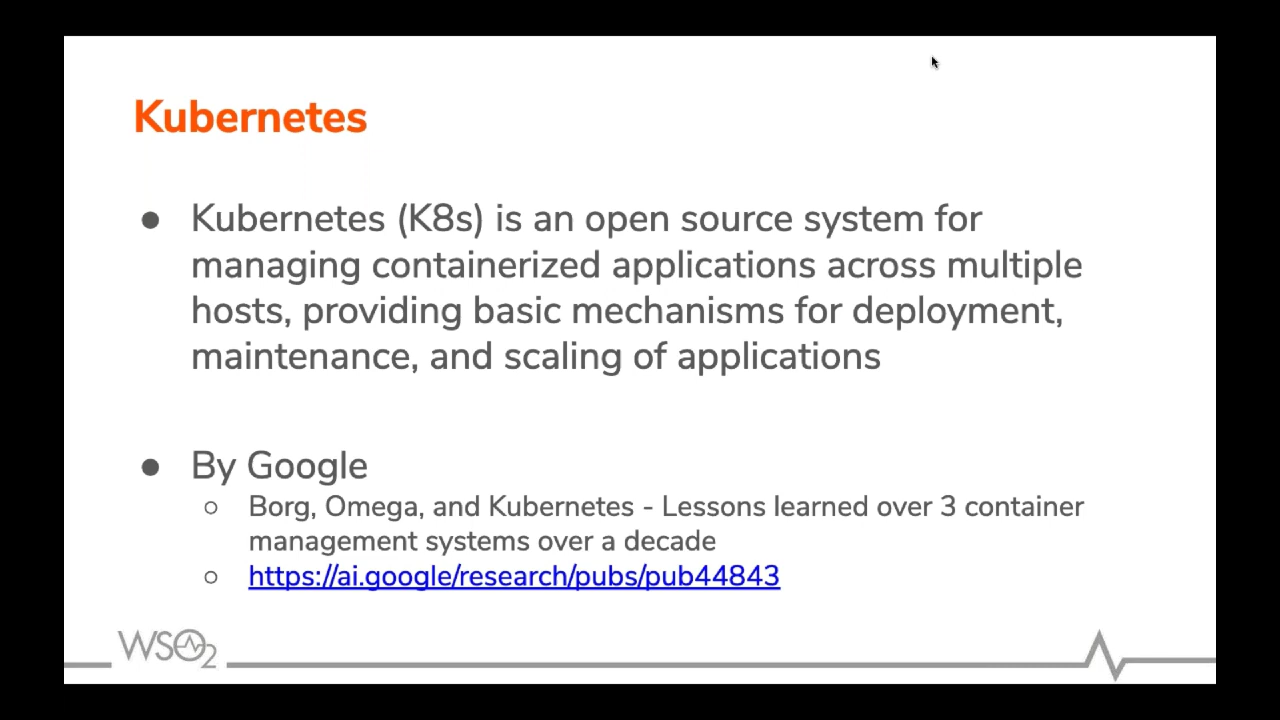 Kubernetes
● Kubernetes (K8s) is an open source system for
managing containerized applications across multiple
hosts, providing basic mechanisms for deployment,
maintenance, and scaling of applications
● By Google
○ Borg, Omega, and Kubernetes - Lessons learned over 3 container
management systems over a decade
○ https://ai.google/research/pubs/pub44843
WSO2